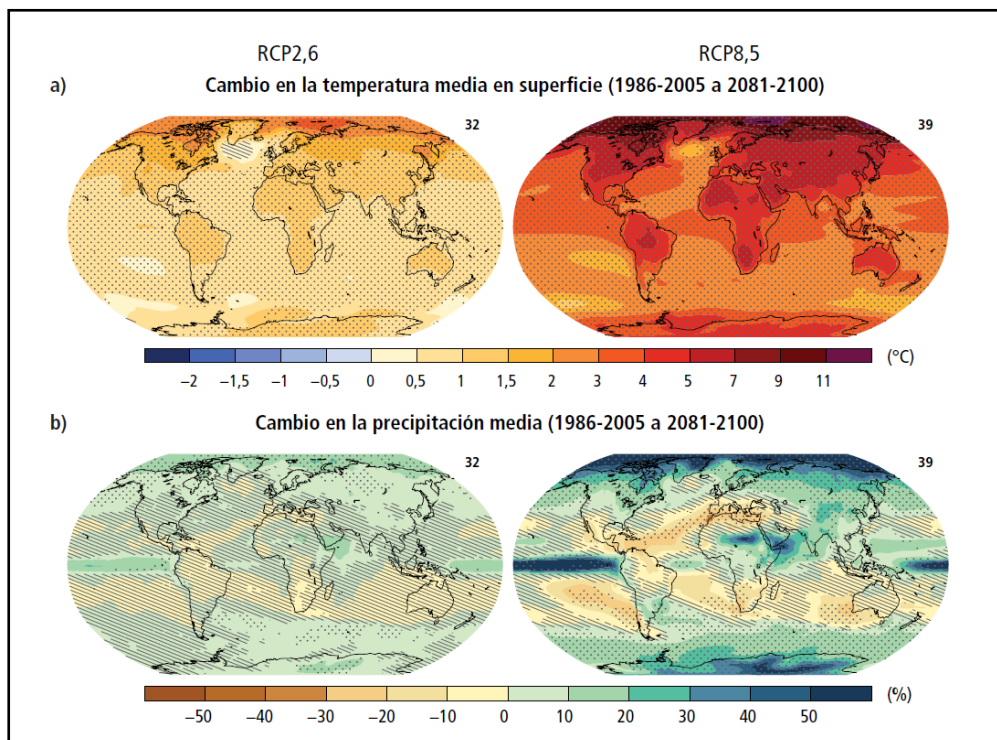 RCP2,6 RCP8,5
a) Cambio en la temperatura media en superficie (1986-2005 a 2081-2100)
32 39
−2 −1,5 −1 −0,5 0 0,5 1 1,5 2 3 4 5 7 9 11 (°C)
b) Cambio en la precipitación media (1986-2005 a 2081-2100)
32 39
−50 −40 −30 −20 −10 0 10 20 30 40 50 (%)